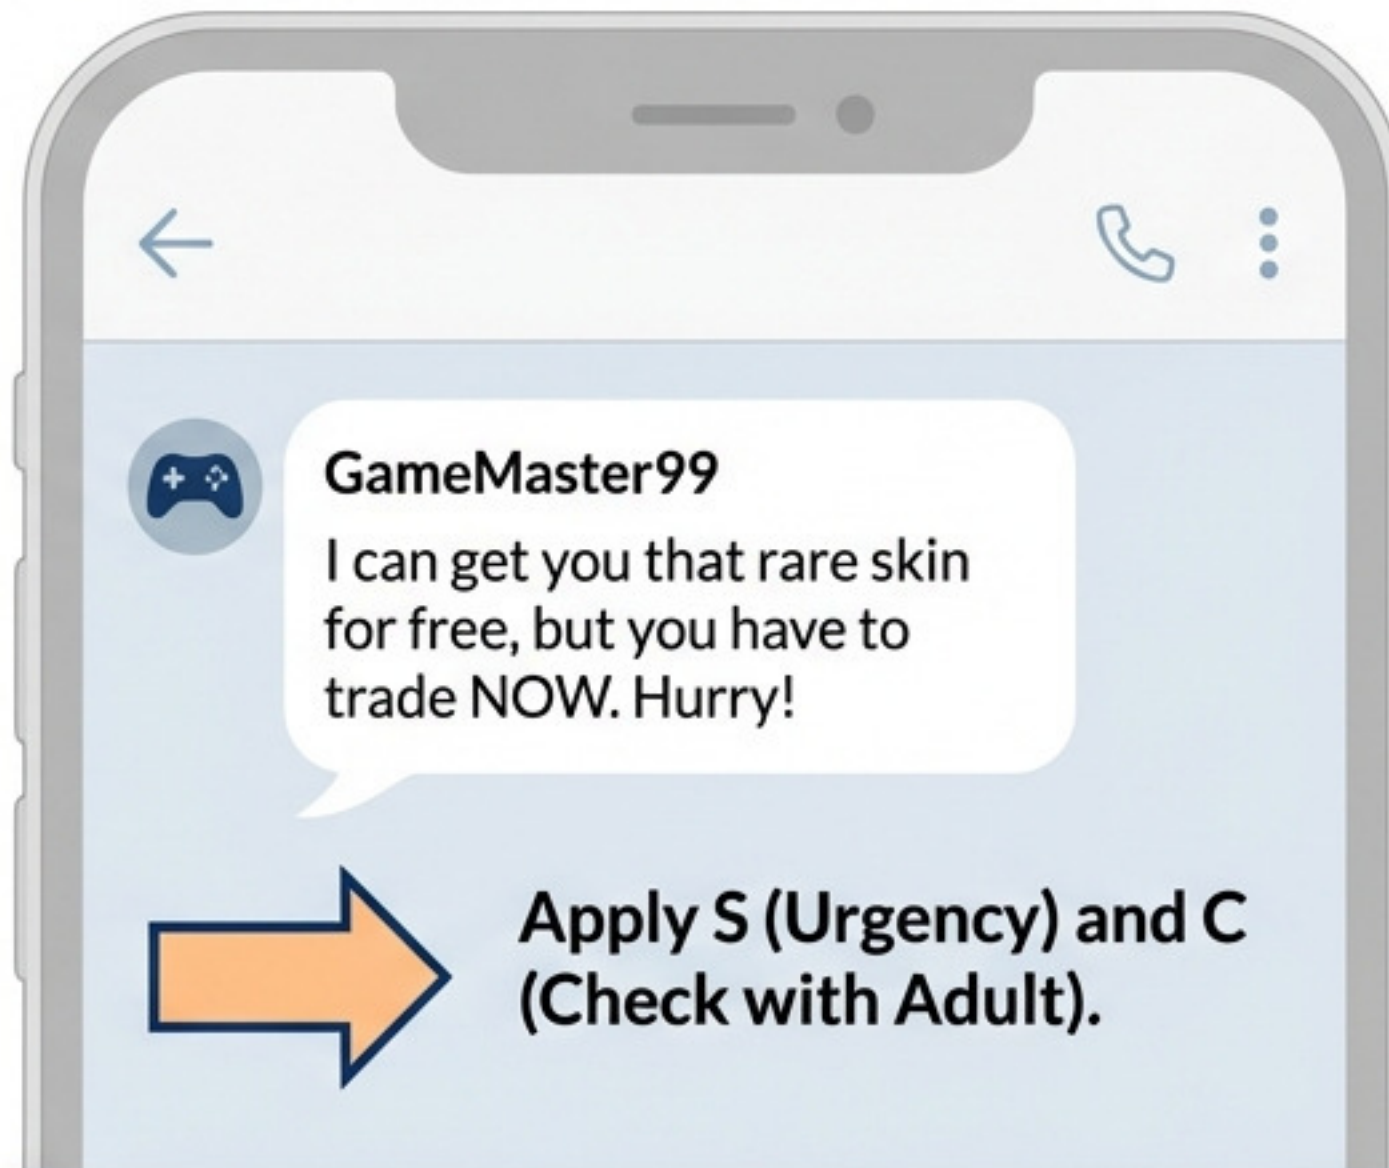 GameMaster99
I can get you that rare skin
for free, but you have to
trade NOW. Hurry!
Apply S (Urgency) and C
(Check with Adult).